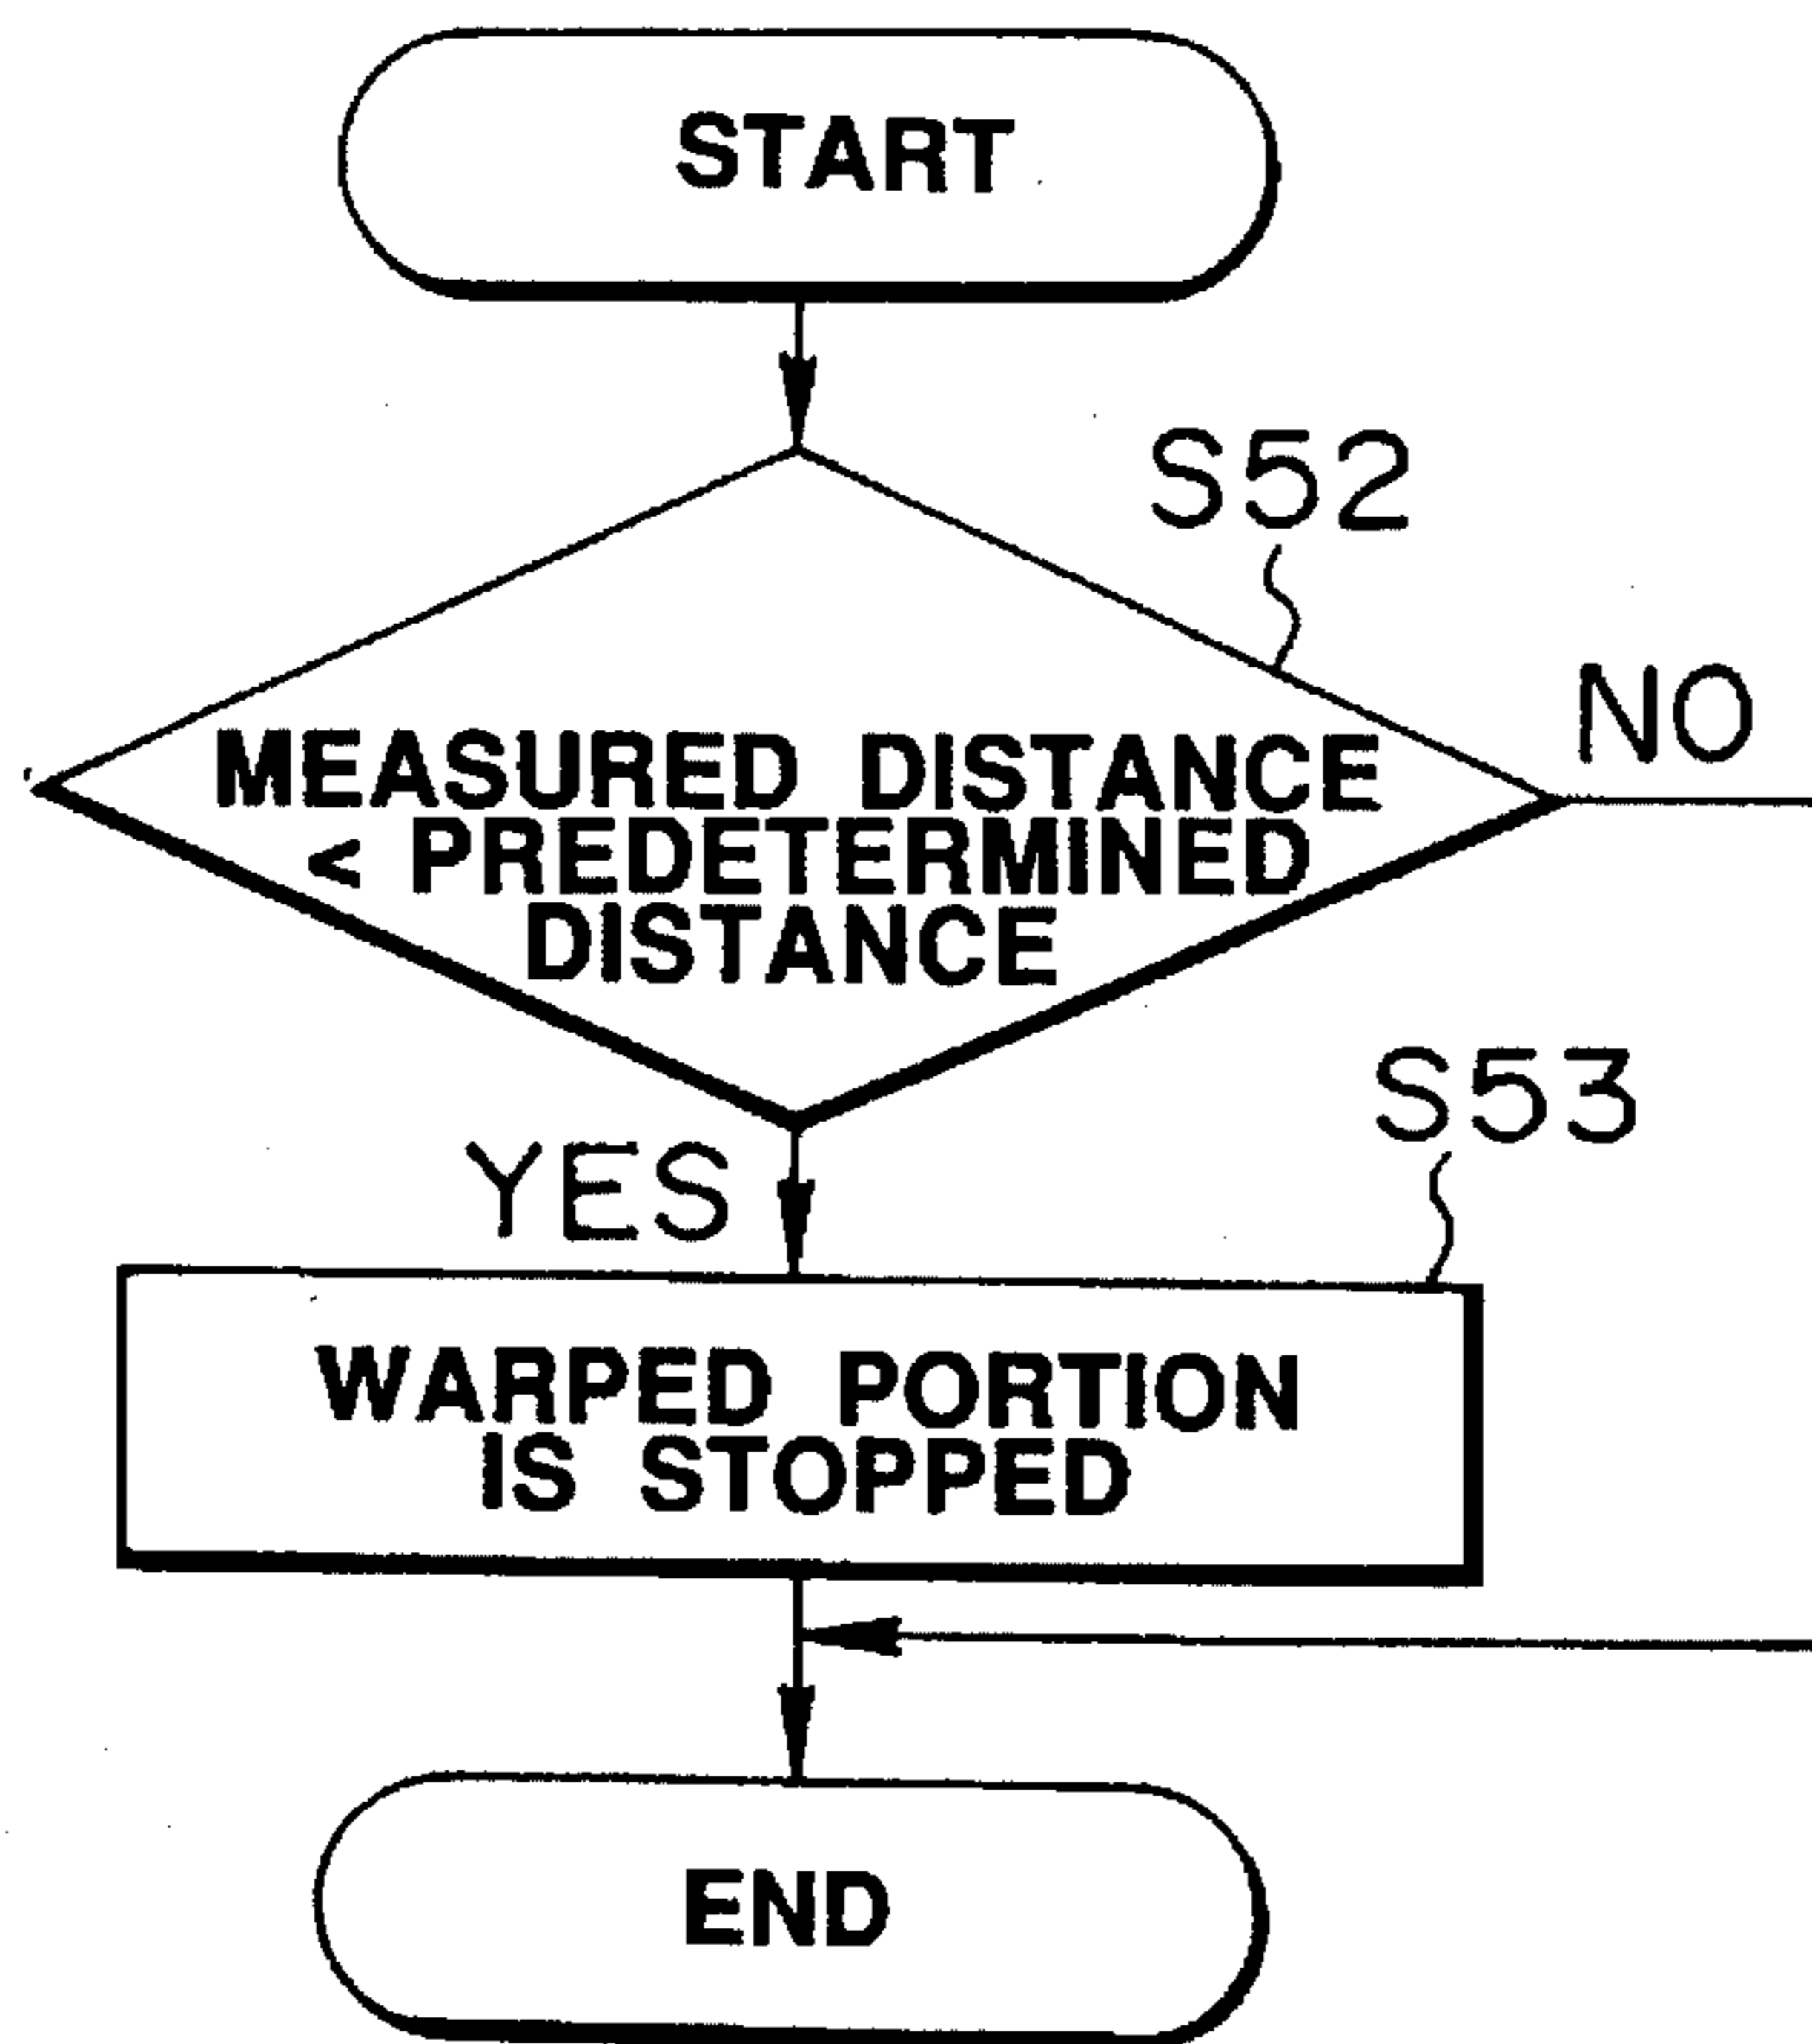 START
S52
NO
MEASURED DISTANCE
< PREDETERMINED
DISTANCE
S53
YES
WARPED PORTION
IS STOPPED
END